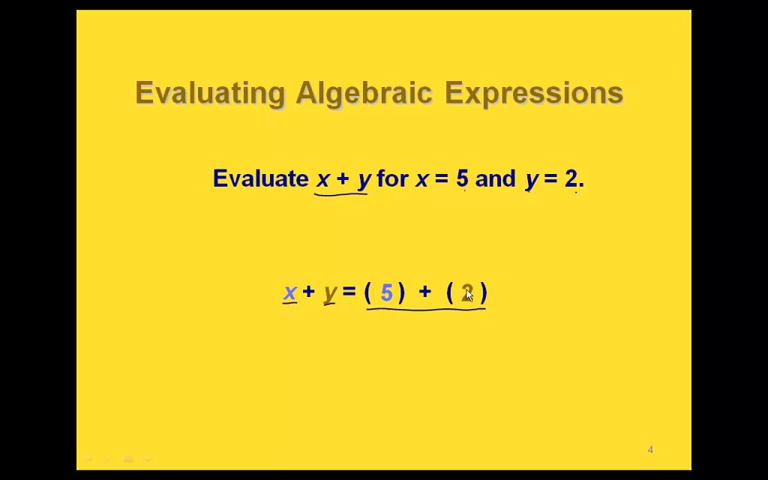 Evaluating Algebraic Expressions
Evaluate x + y for x = 5 and y = 2.
x + y = ( 5 ) + ( 2 )
4